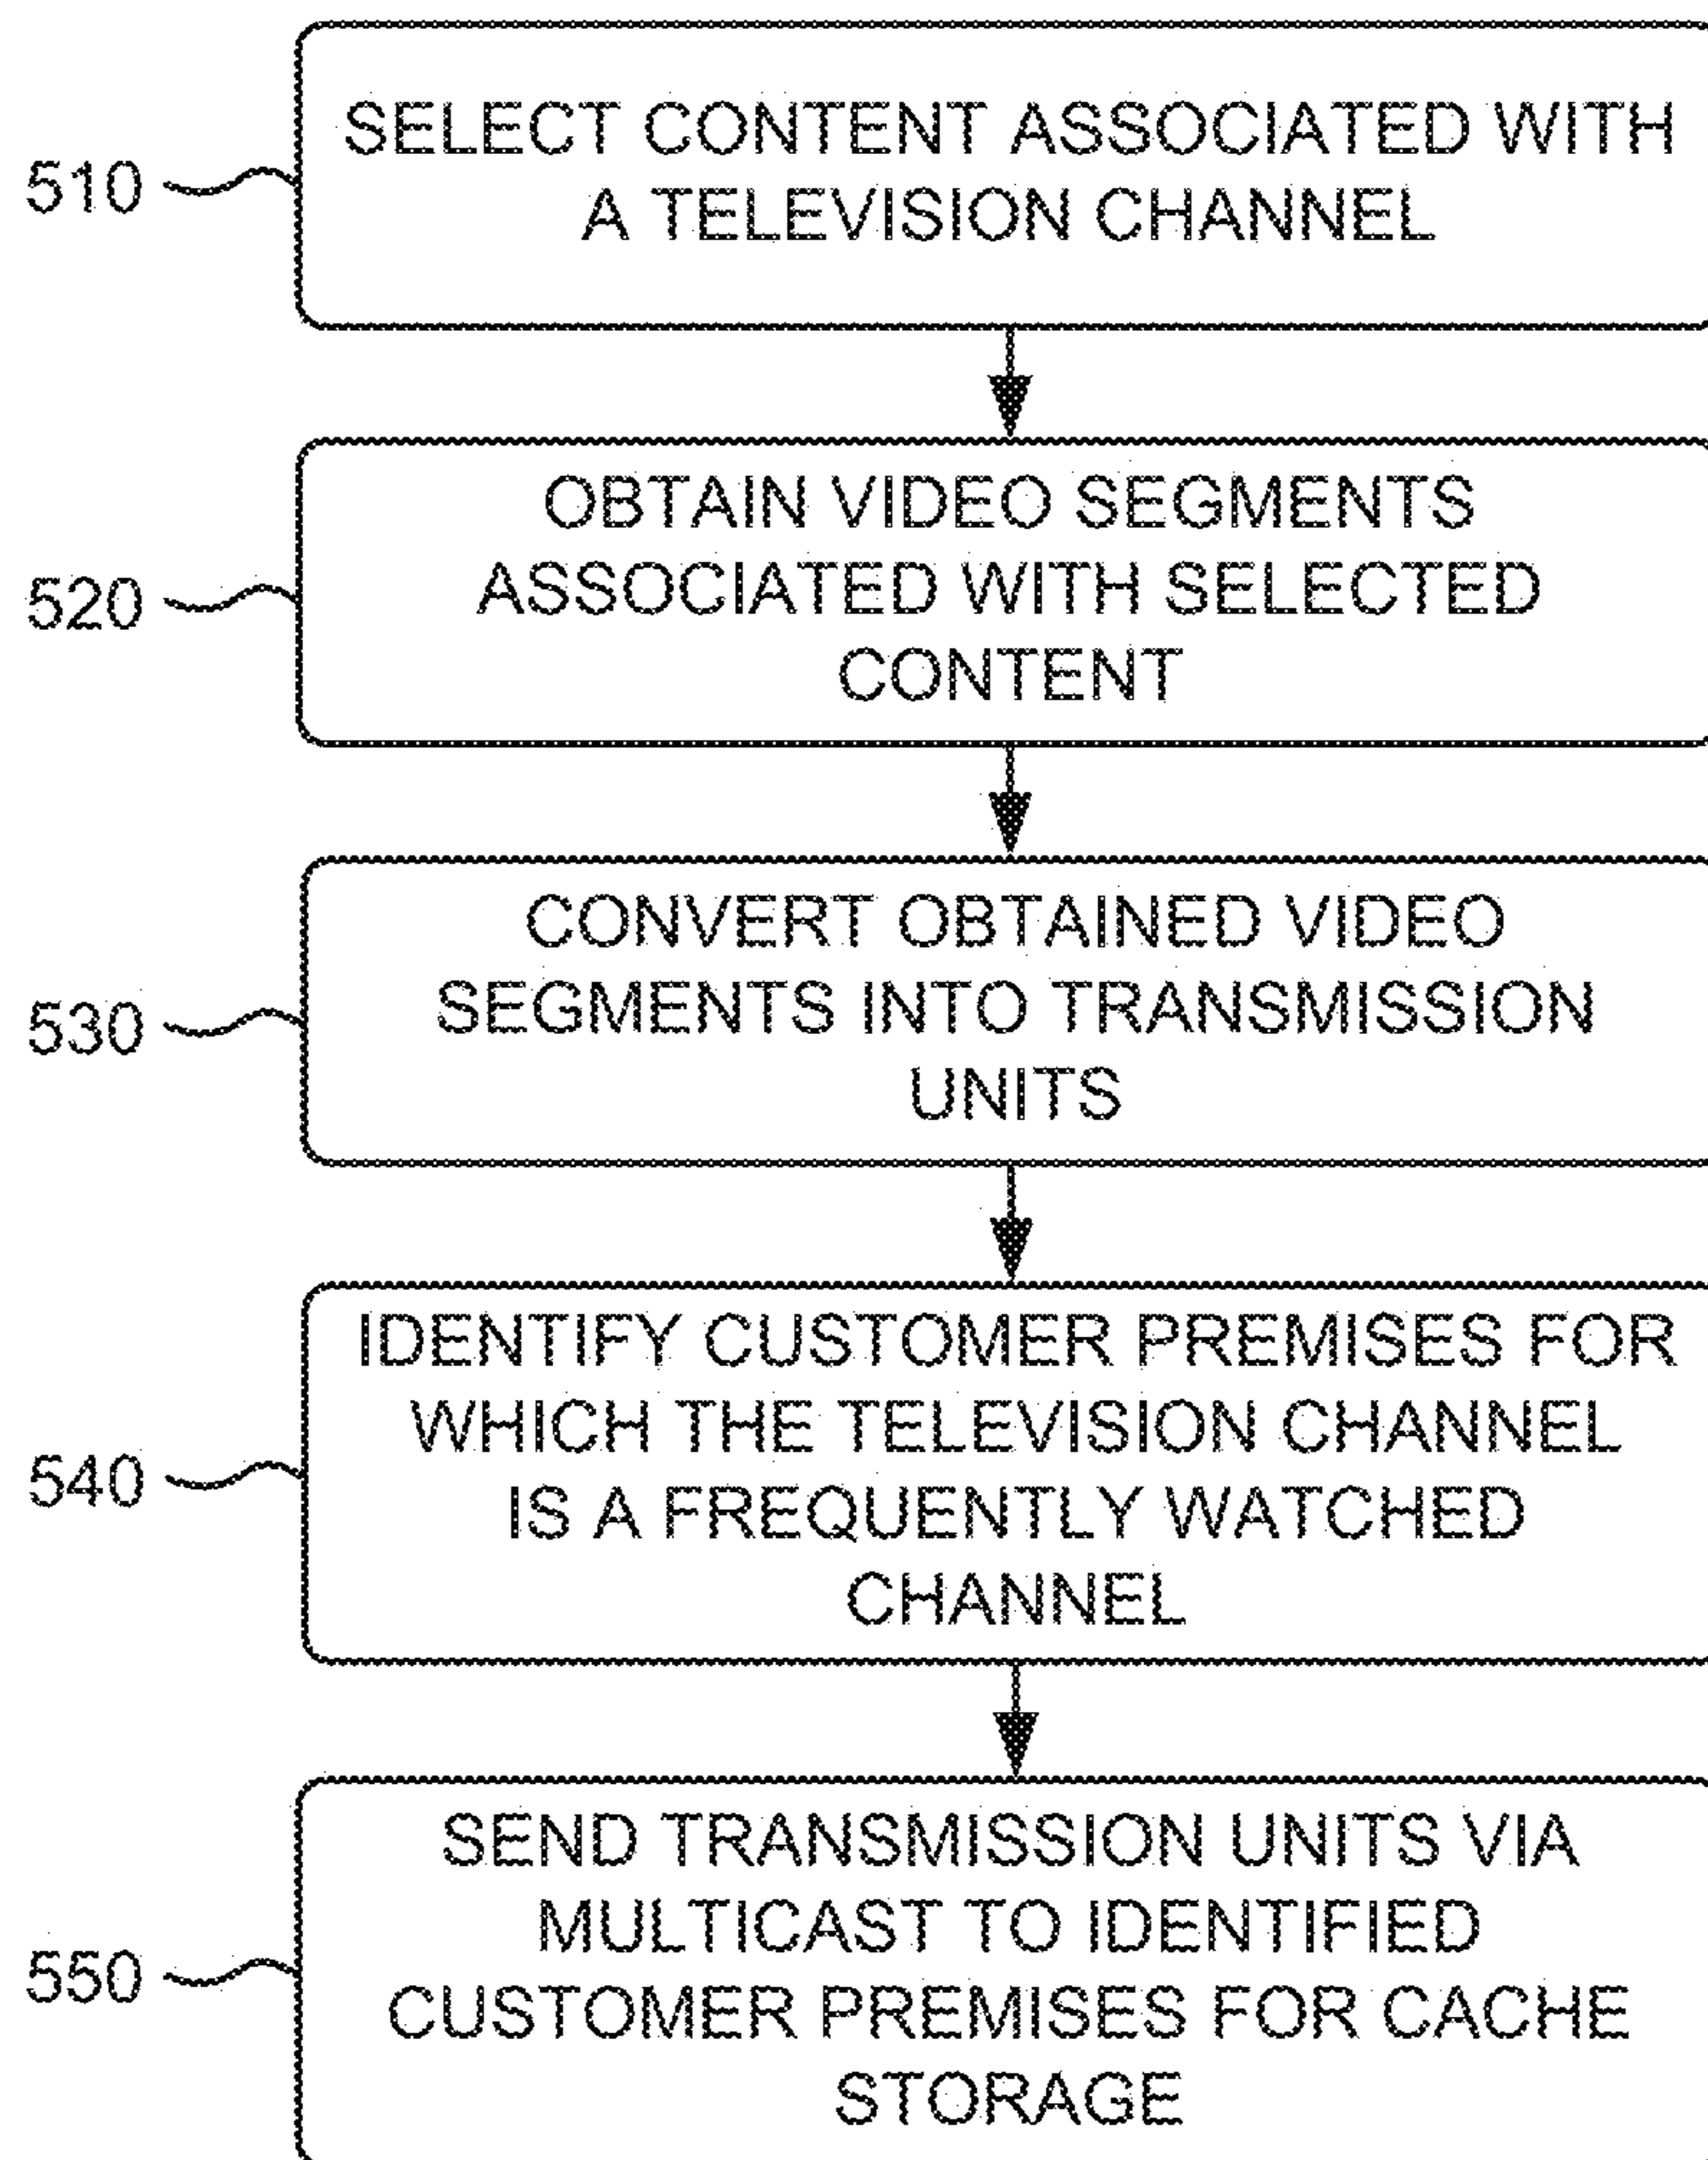 510
SELECT CONTENT ASSOCIATED WITH
A TELEVISION CHANNEL
520
OBTAIN VIDEO SEGMENTS
ASSOCIATED WITH SELECTED
CONTENT
530
CONVERT OBTAINED VIDEO
SEGMENTS INTO TRANSMISSION
UNITS
540
IDENTIFY CUSTOMER PREMISES FOR
WHICH THE TELEVISION CHANNEL
IS A FREQUENTLY WATCHED
CHANNEL
550
SEND TRANSMISSION UNITS VIA
MULTICAST TO IDENTIFIED
CUSTOMER PREMISES FOR CACHE
STORAGE